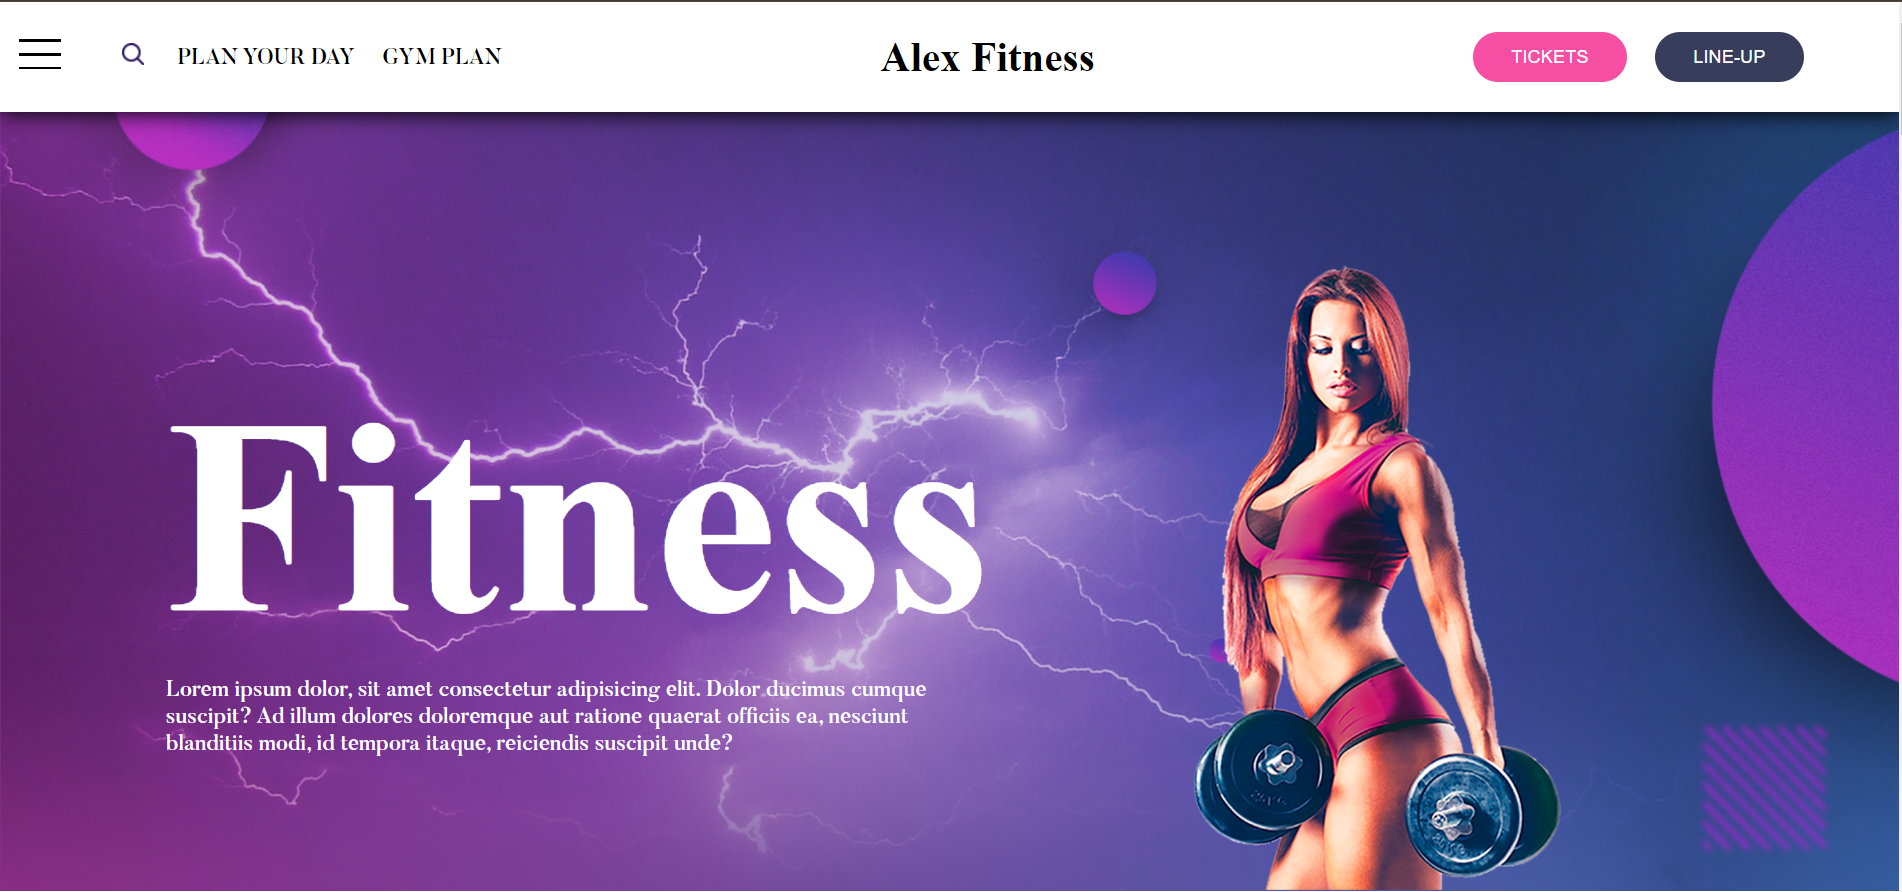 PLAN YOUR DAY
GYM PLAN
Alex Fitness
TICKETS
LINE-UP
Fitness
Lorem ipsum dolor, sit amet consectetur adipisicing elit. Dolor ducimus cumque
suscipit? Ad illum dolores doloremque aut ratione quaerat officiis ea, nesciunt
blanditiis modi, id tempora itaque, reiciendis suscipit unde?